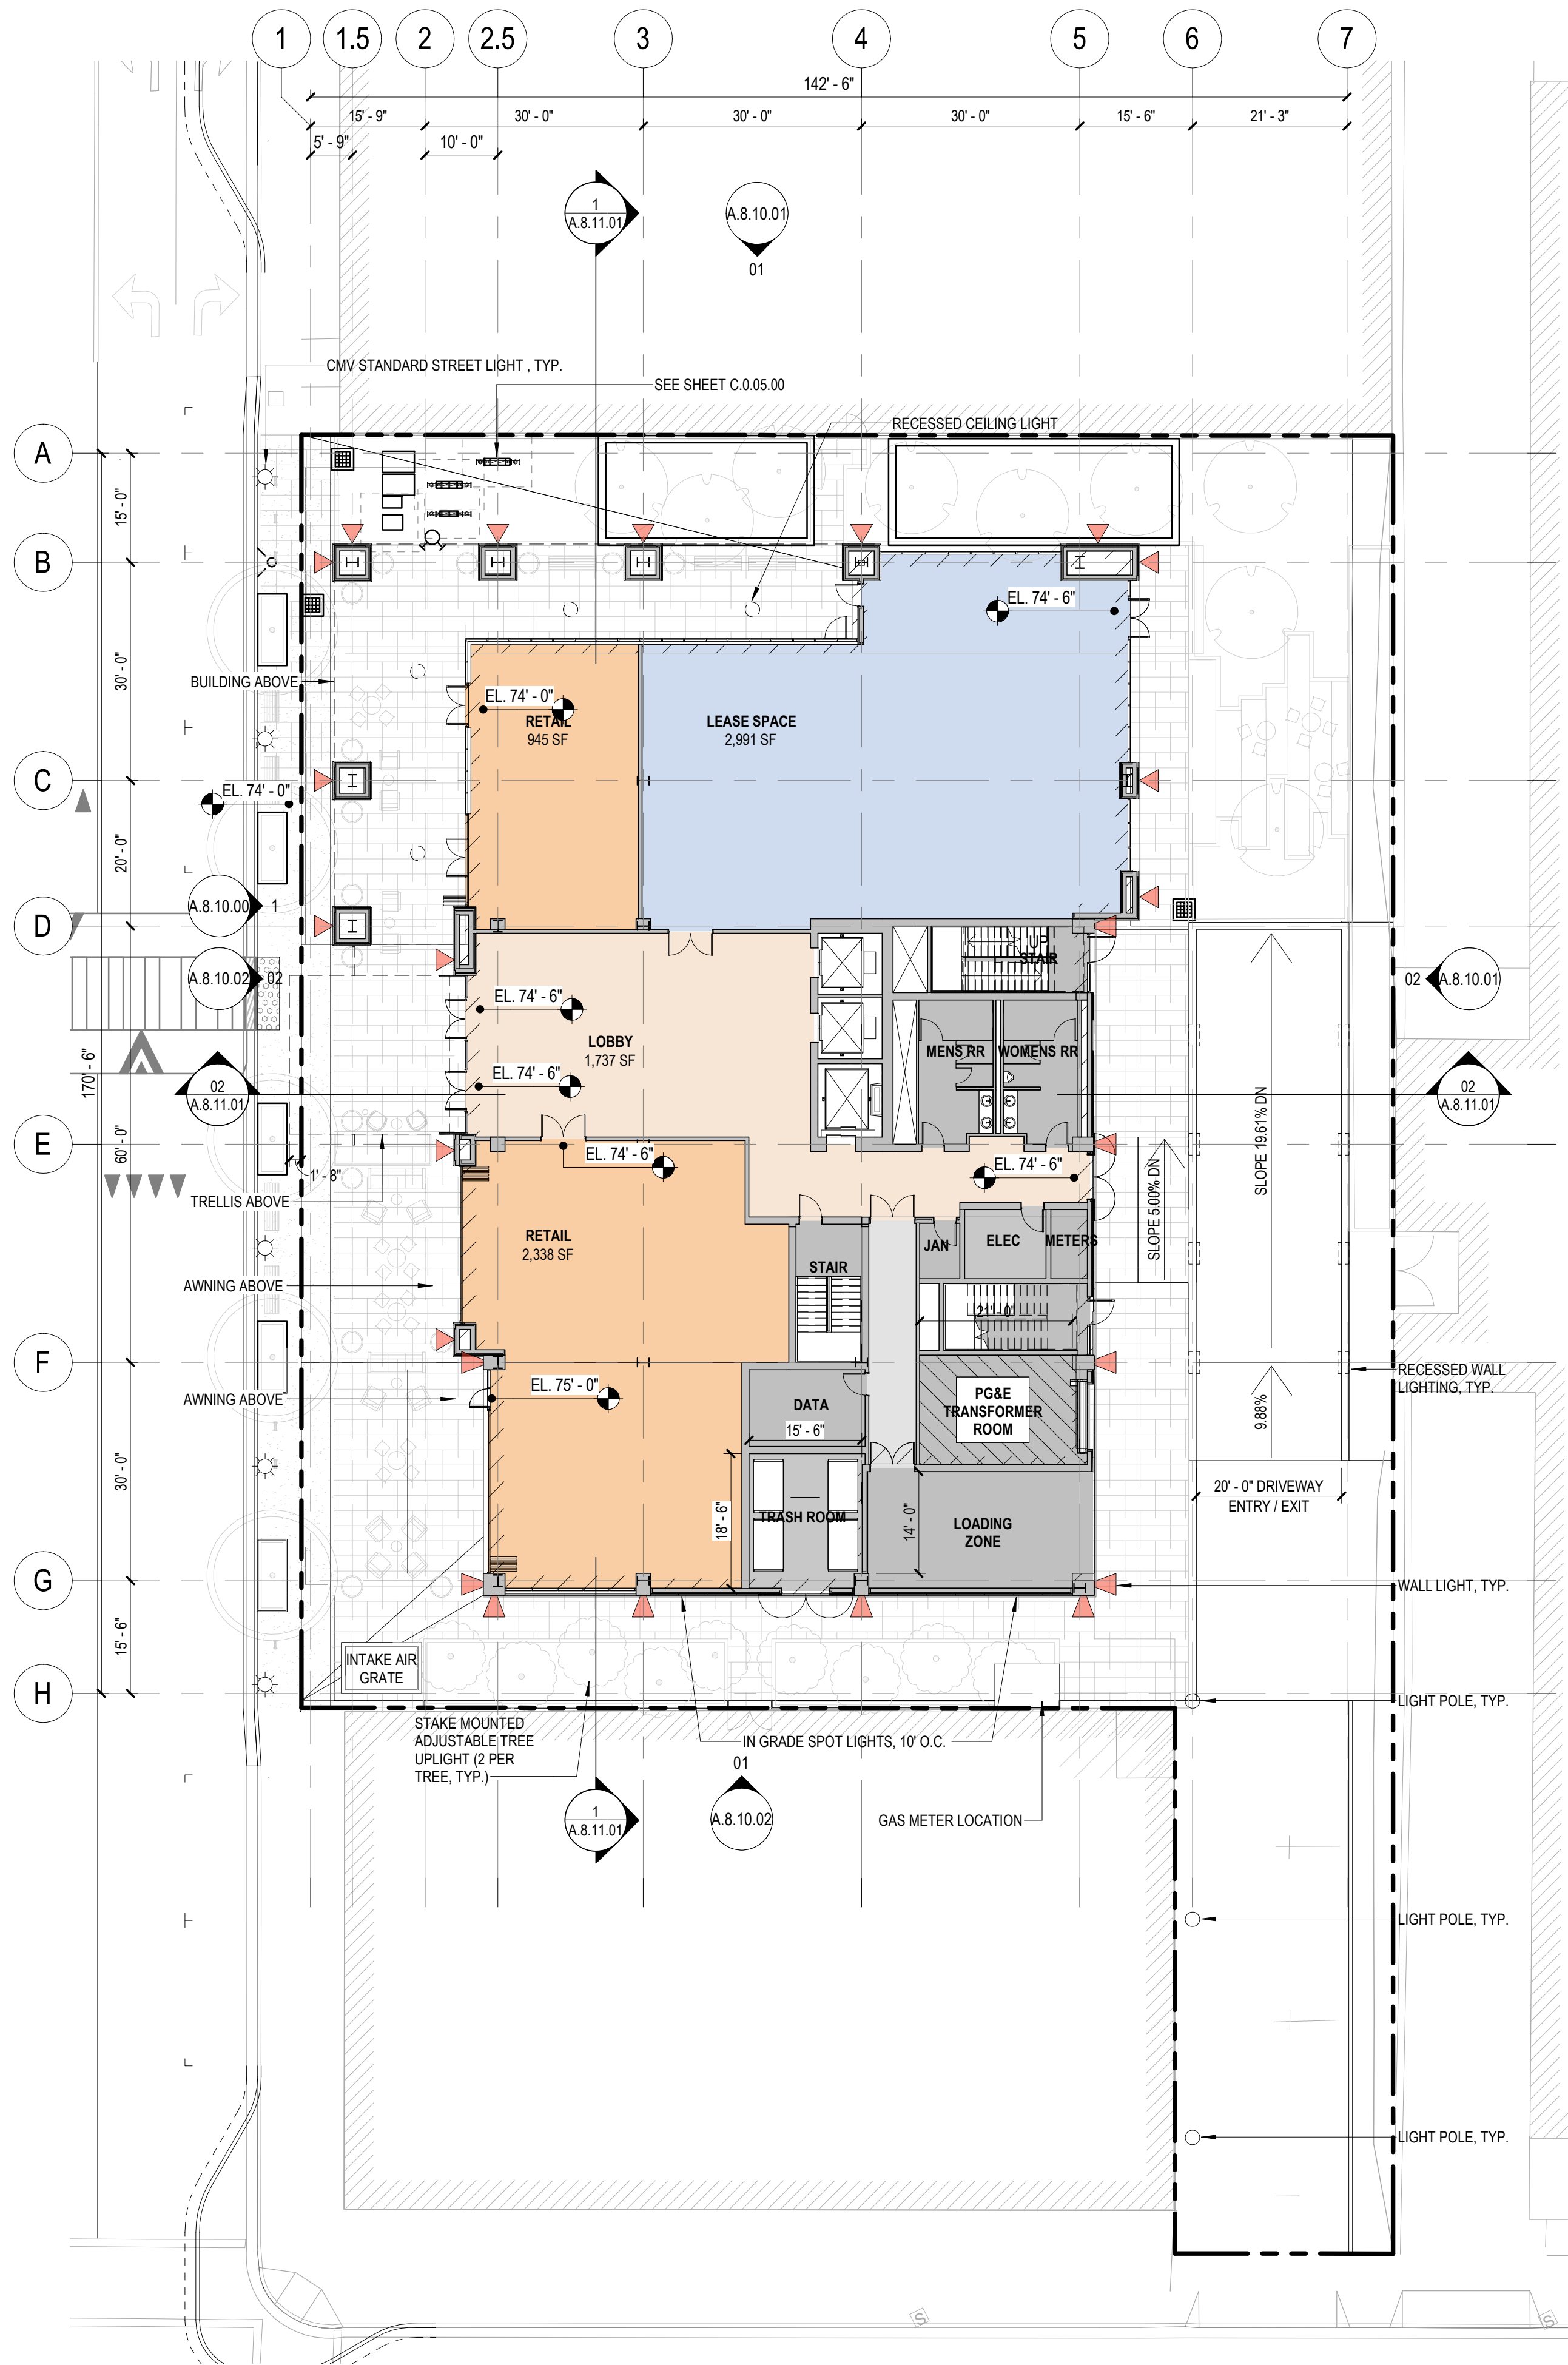 1
1.5
2
2.5
3
4
5
6
7
142' - 6"
15' - 9"
30' - 0"
30' - 0"
30' - 0"
15' - 6"
21' - 3"
5' - 9"
10' - 0"
1
A.8.11.01
A.8.10.01
01
CMV STANDARD STREET LIGHT , TYP.
SEE SHEET C.0.05.00
RECESSED CEILING LIGHT
A
15' - 0"
B
EL. 74' - 6"
30' - 0"
BUILDING ABOVE
EL. 74' - 0"
RETAIL
945 SF
LEASE SPACE
2,991 SF
C
EL. 74' - 0"
20' - 0"
A.8.10.00
1
D
UP
STAIR
A.8.10.02
02
02
A.8.10.01
EL. 74' - 6"
LOBBY
1,737 SF
MENS RR
WOMENS RR
170' - 6"
EL. 74' - 6"
02
A.8.11.01
02
A.8.11.01
E
60' - 0"
EL. 74' - 6"
EL. 74' - 6"
SLOPE 19.61% DN
SLOPE 5.00% DN
1' - 8"
TRELLIS ABOVE
RETAIL
2,338 SF
JAN
ELEC
METERS
STAIR
AWNING ABOVE
21' - 0"
F
RECESSED WALL
LIGHTING, TYP.
AWNING ABOVE
EL. 75' - 0"
DATA
15' - 6"
PG&E
TRANSFORMER
ROOM
9.88%
30' - 0"
20' - 0" DRIVEWAY
ENTRY / EXIT
18' - 6"
TRASH ROOM
14' - 0"
LOADING
ZONE
G
WALL LIGHT, TYP.
15' - 6"
INTAKE AIR
GRATE
H
LIGHT POLE, TYP.
STAKE MOUNTED
ADJUSTABLE TREE
UPLIGHT (2 PER
TREE, TYP.)
IN GRADE SPOT LIGHTS, 10' O.C.
01
A.8.10.02
1
A.8.11.01
GAS METER LOCATION
LIGHT POLE, TYP.
LIGHT POLE, TYP.
S
S